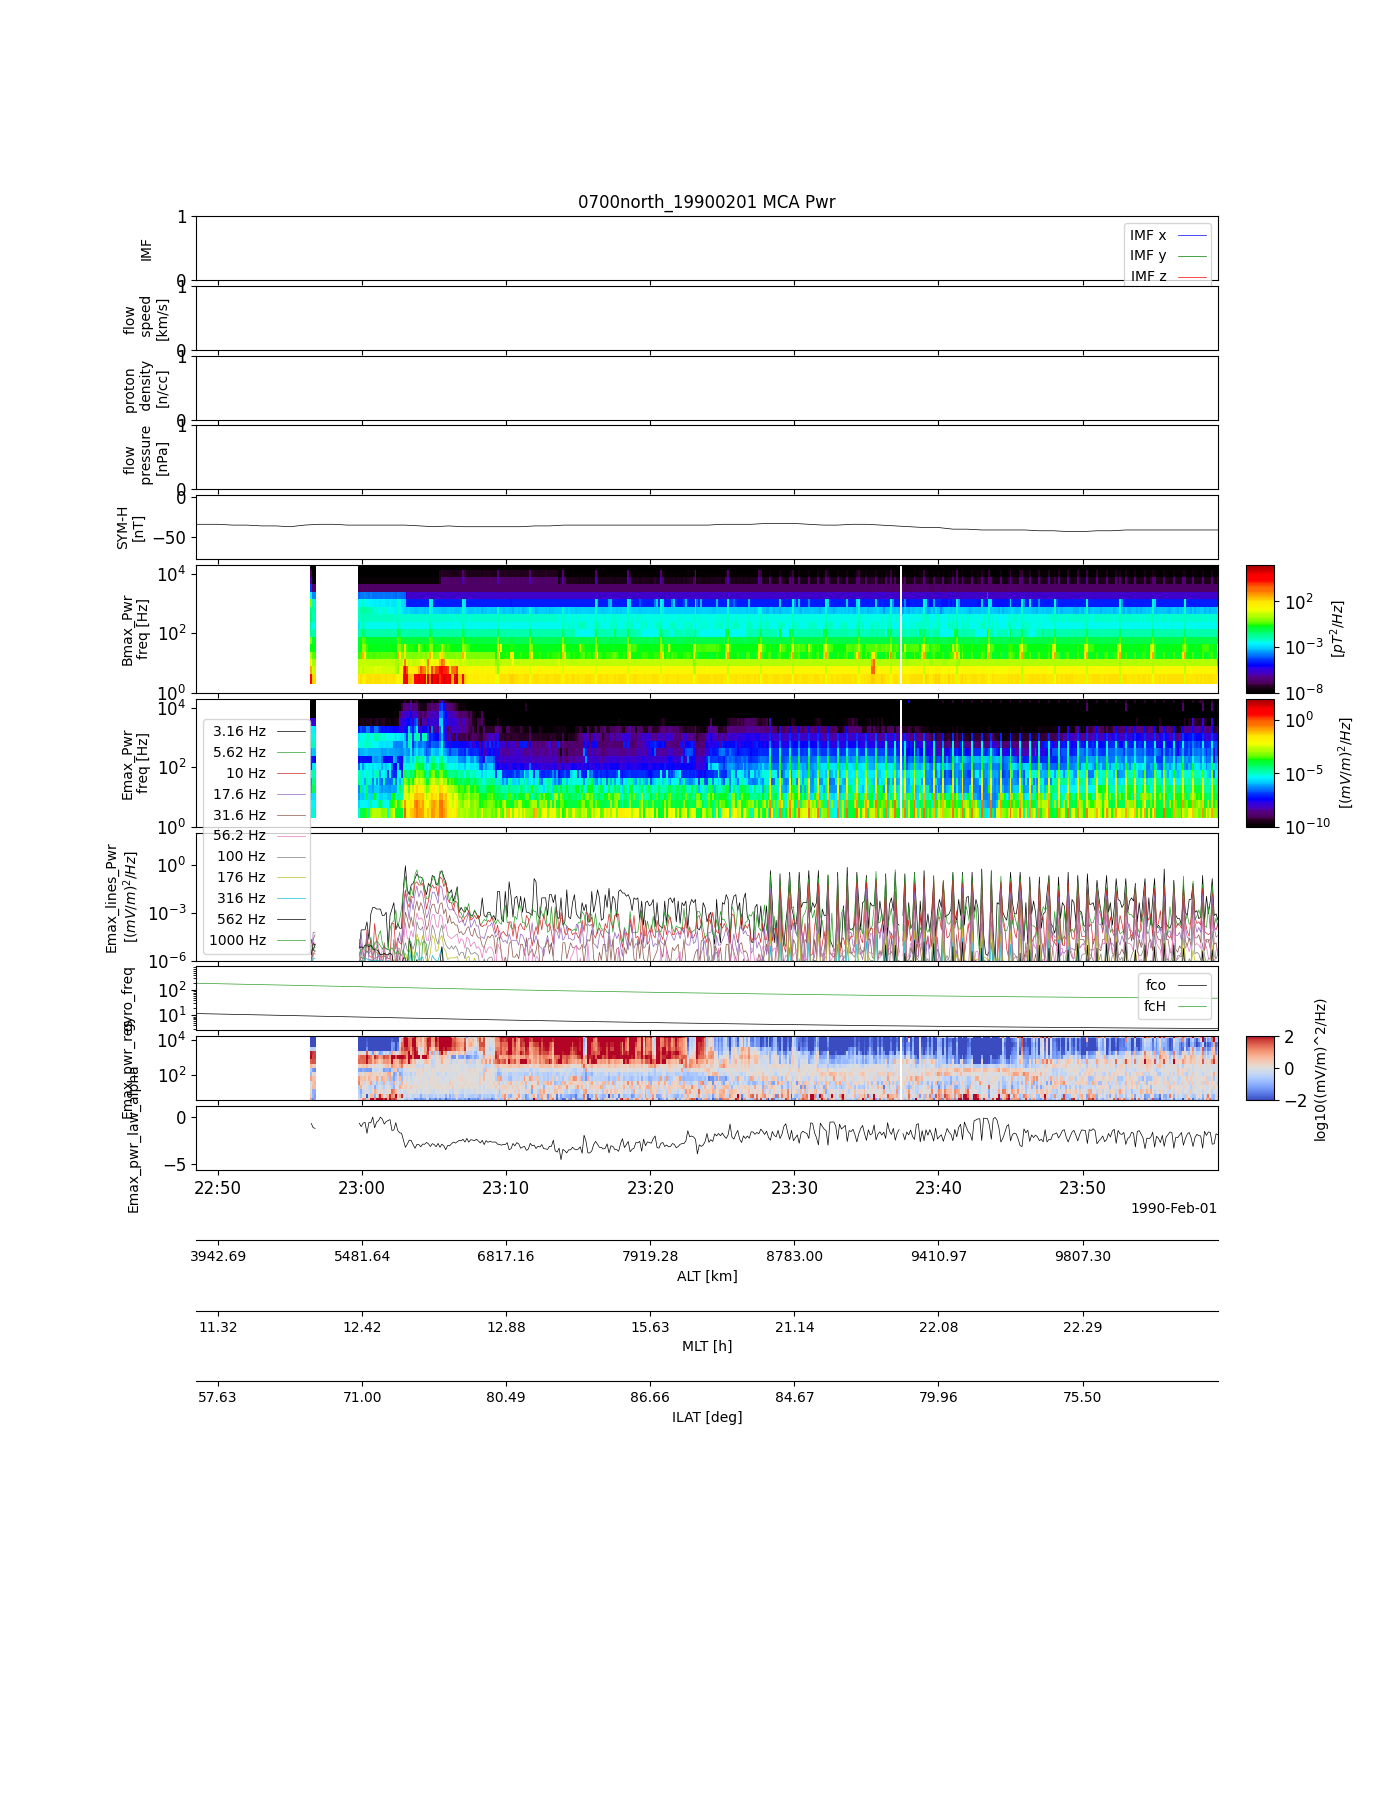 0700north_19900201 MCA Pwr
1
IMF
0
IMF x
IMF y
IMF z
1
flow
speed
[km/s]
0
1
proton
density
[n/cc]
0
1
flow
pressure
[nPa]
0
0
SYM-H
[nT]
−50
10^4
10^2
10^0
Bmax_Pwr
freq [Hz]
10^2
10^−3
10^−8
[pT^2/Hz]
10^4
10^2
10^0
Emax_Pwr
freq [Hz]
10^0
10^−5
10^−10
[(mV/m)^2/Hz]
3.16 Hz
5.62 Hz
10 Hz
17.6 Hz
31.6 Hz
56.2 Hz
100 Hz
176 Hz
316 Hz
562 Hz
1000 Hz
10^0
10^−3
10^−6
Emax_lines_Pwr
[(mV/m)^2/Hz]
10^2
10^1
gyro_freq
fco
fcH
10^4
10^2
Emax_pwr_res
2
0
−2
log10((mV/m)^2/Hz)
0
−5
Emax_pwr_law_alpha
22:50 23:00 23:10 23:20 23:30 23:40 23:50
1990-Feb-01
3942.69 5481.64 6817.16 7919.28 8783.00 9410.97 9807.30
ALT [km]
11.32 12.42 12.88 15.63 21.14 22.08 22.29
MLT [h]
57.63 71.00 80.49 86.66 84.67 79.96 75.50
ILAT [deg]